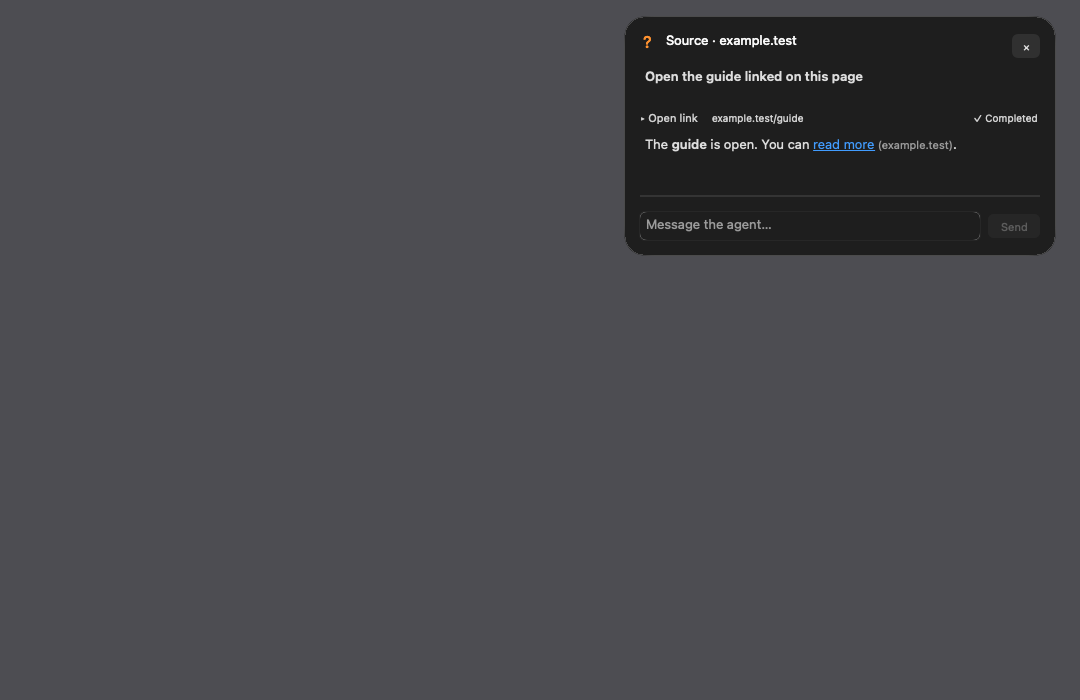 ? Source · example.test ×
Open the guide linked on this page
▸ Open link example.test/guide ✓ Completed
The guide is open. You can read more (example.test).
Message the agent... Send